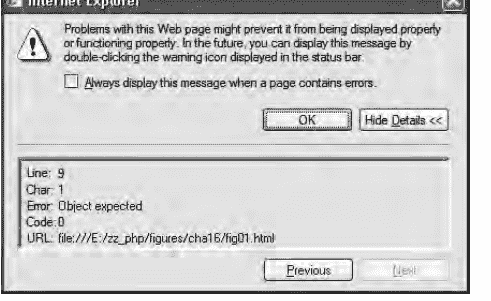 Internet Explorer
Problems with this Web page might prevent it from being displayed properly
or functioning properly. In the future, you can display this message by
double-clicking the warning icon displayed in the status bar.
Always display this message when a page contains errors.
OK Hide Details <<
Line: 9
Char: 1
Error: Object expected
Code:0
URL: file:///E:/zz_php/figures/cha16/fig01.html
Previous Next